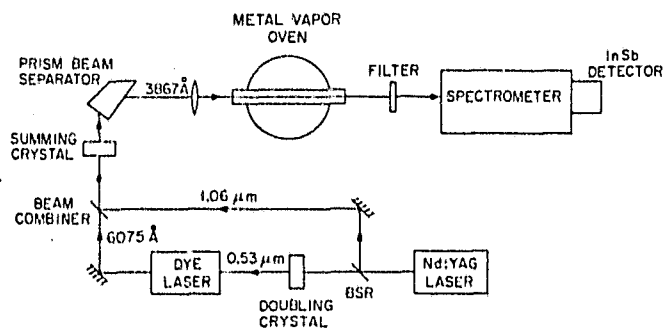 METAL VAPOR
OVEN
InSb
DETECTOR
PRISM BEAM
SEPARATOR
FILTER
3867Å
SPECTROMETER
SUMMING
CRYSTAL
1.06 μm
BEAM
COMBINER
6075 Å
0.53 μm
DYE
LASER
Nd:YAG
LASER
BSR
DOUBLING
CRYSTAL